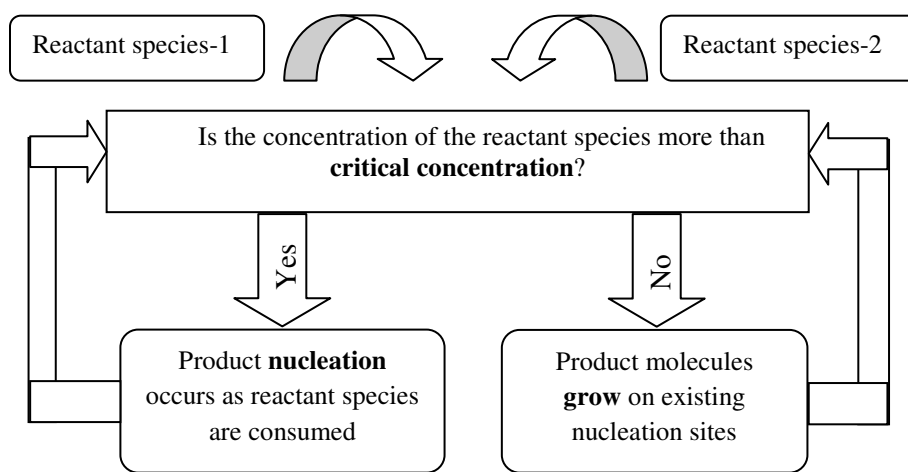 Reactant species-1
Reactant species-2
Is the concentration of the reactant species more than
critical concentration?
Yes
No
Product nucleation
occurs as reactant species
are consumed
Product molecules
grow on existing
nucleation sites